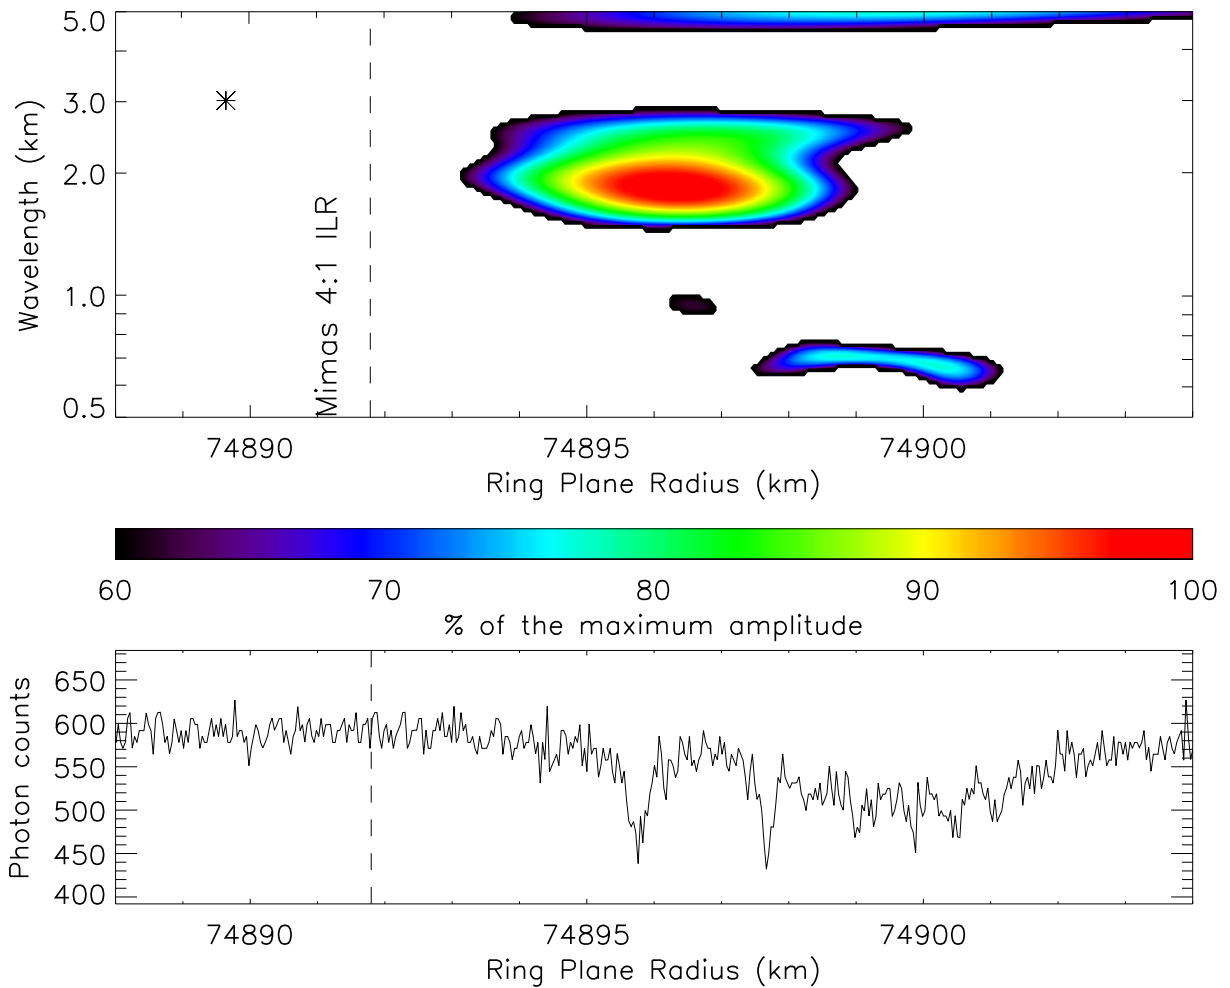 5.0
3.0
2.0
1.0
0.5
Wavelength (km)
Mimas 4:1 ILR
74890 74895 74900
Ring Plane Radius (km)
60 70 80 90 100
% of the maximum amplitude
650
600
550
500
450
400
Photon counts
74890 74895 74900
Ring Plane Radius (km)